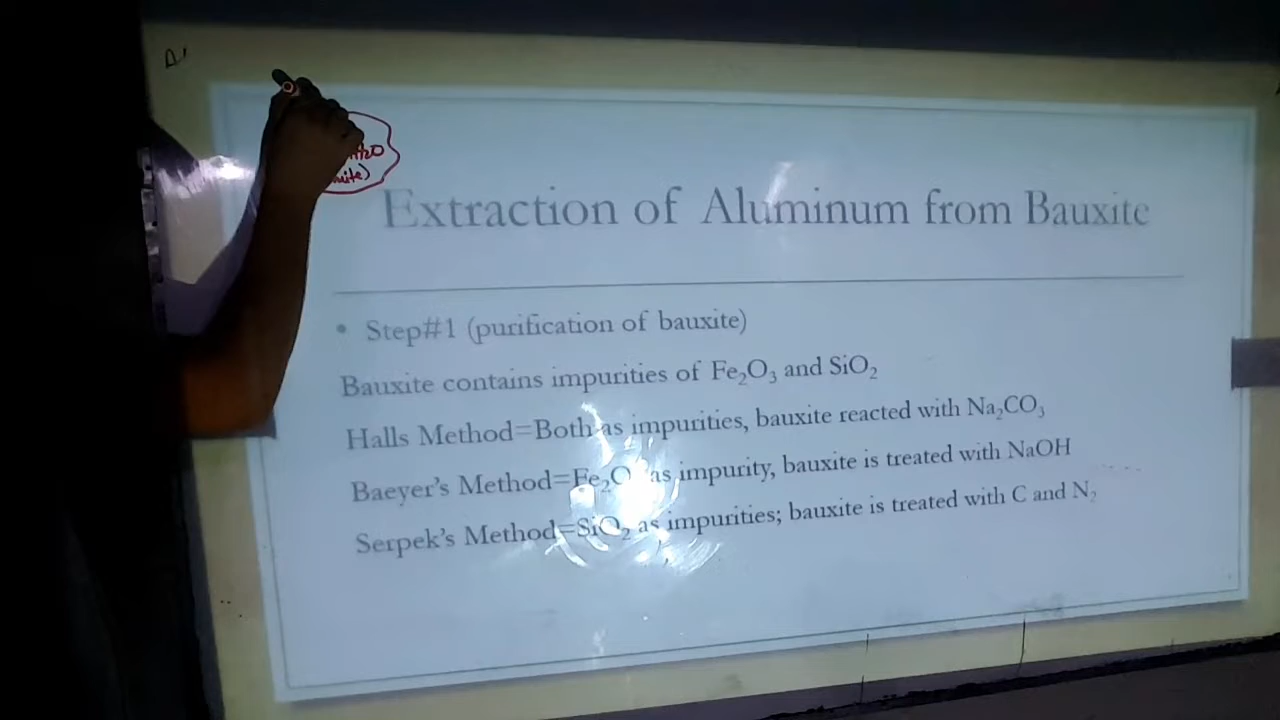 Extraction of Aluminum from Bauxite
• Step#1 (purification of bauxite)
Bauxite contains impurities of Fe₂O₃ and SiO₂
Halls Method=Both as impurities, bauxite reacted with Na₂CO₃
Baeyer's Method=Fe₂O as impurity, bauxite is treated with NaOH
Serpek's Method=SiO₂ as impurities; bauxite is treated with C and N₂